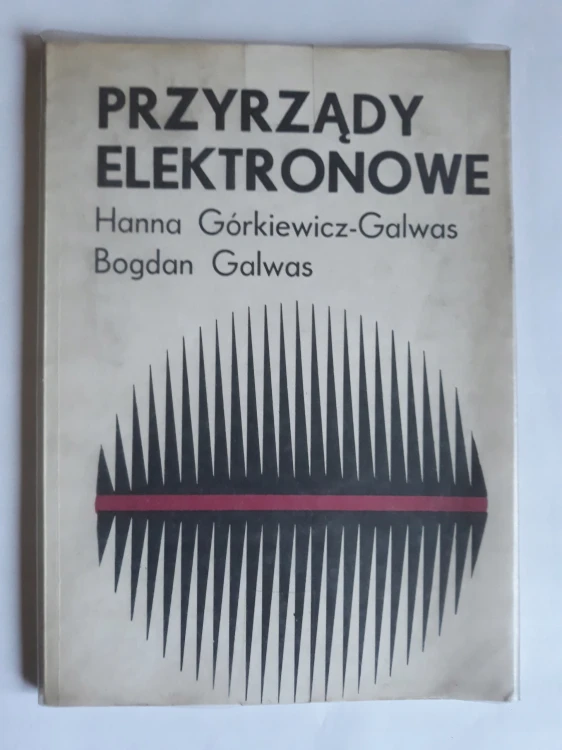 PRZYRZĄDY
ELEKTRONOWE
Hanna Górkiewicz-Galwas
Bogdan Galwas